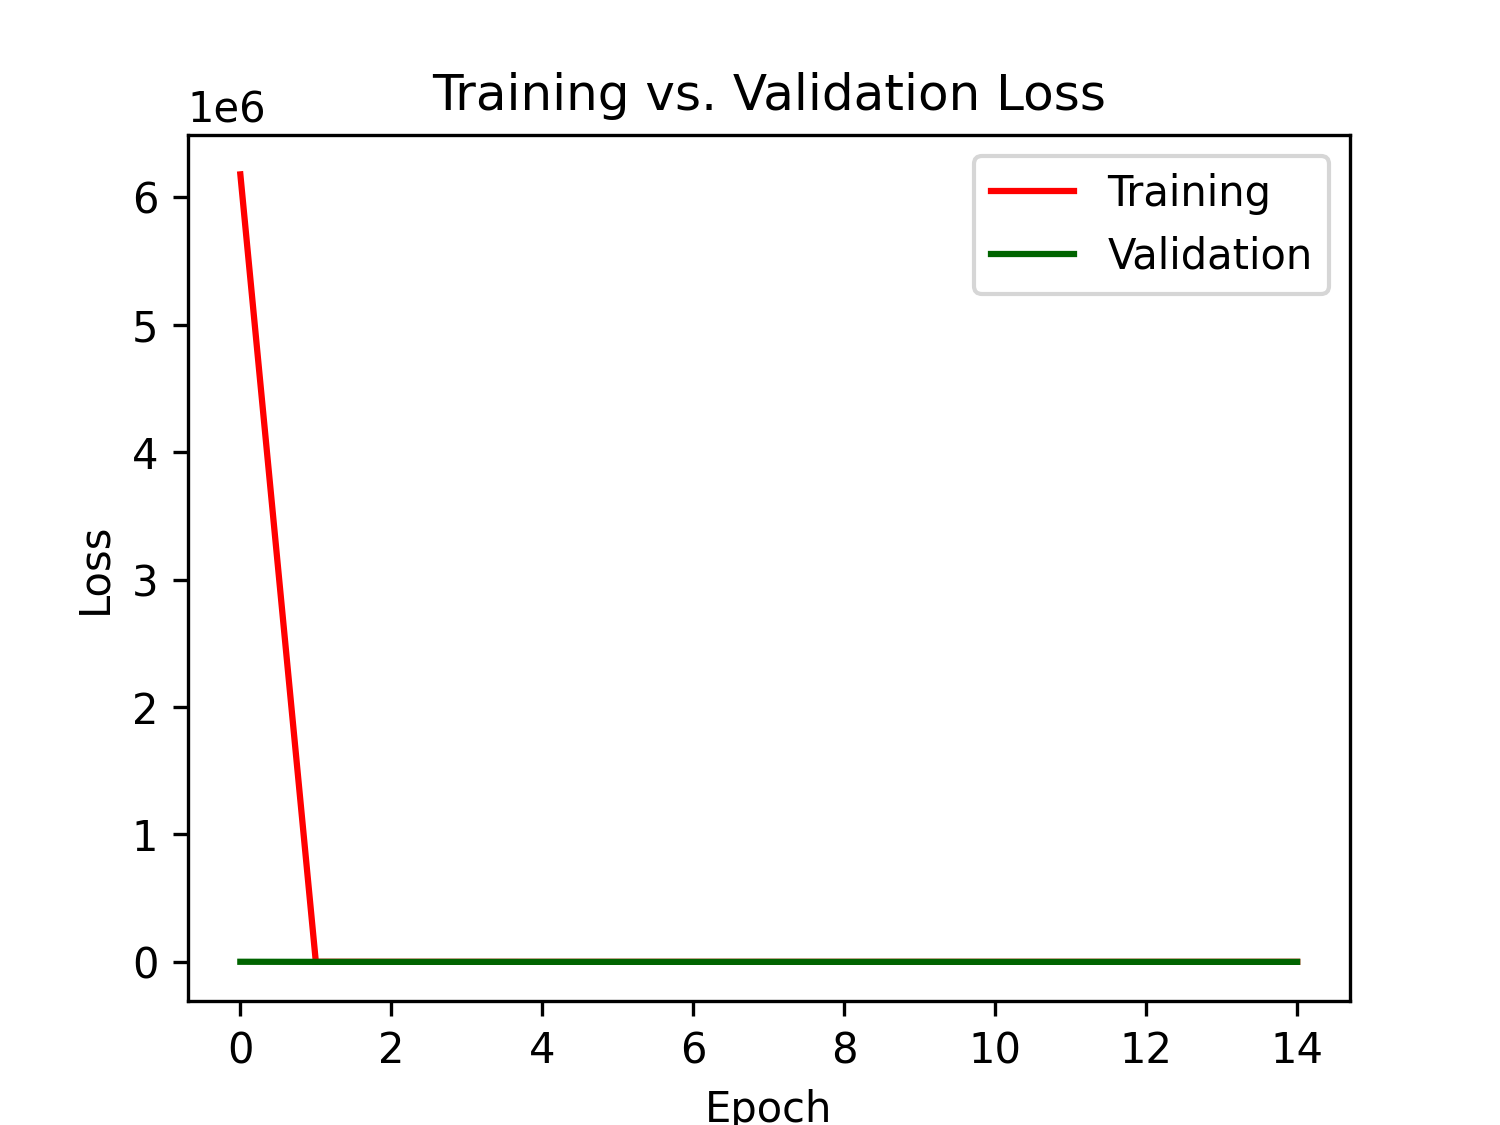 Training vs. Validation Loss
1e6
Training
Validation
6
5
4
3
2
1
0
Loss
0 2 4 6 8 10 12 14
Epoch